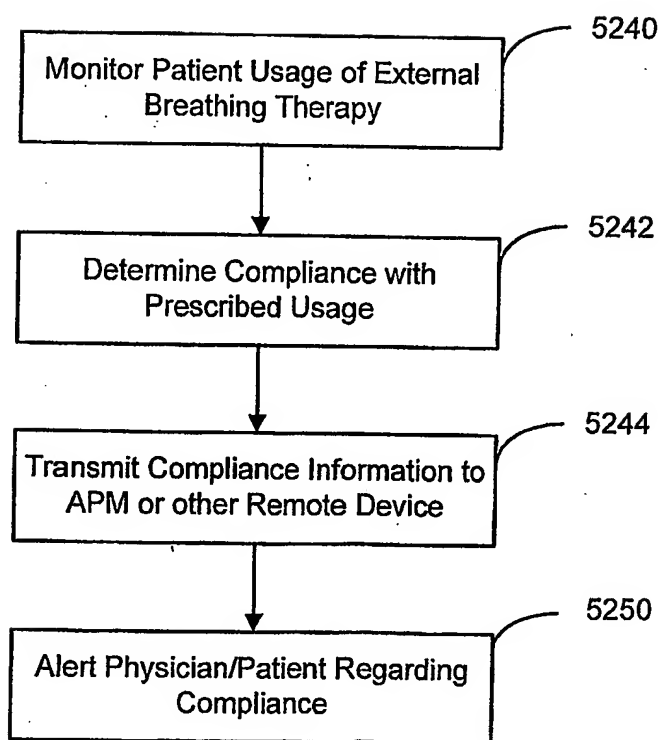 5240
Monitor Patient Usage of External
Breathing Therapy
5242
Determine Compliance with
Prescribed Usage
5244
Transmit Compliance Information to
APM or other Remote Device
5250
Alert Physician/Patient Regarding
Compliance